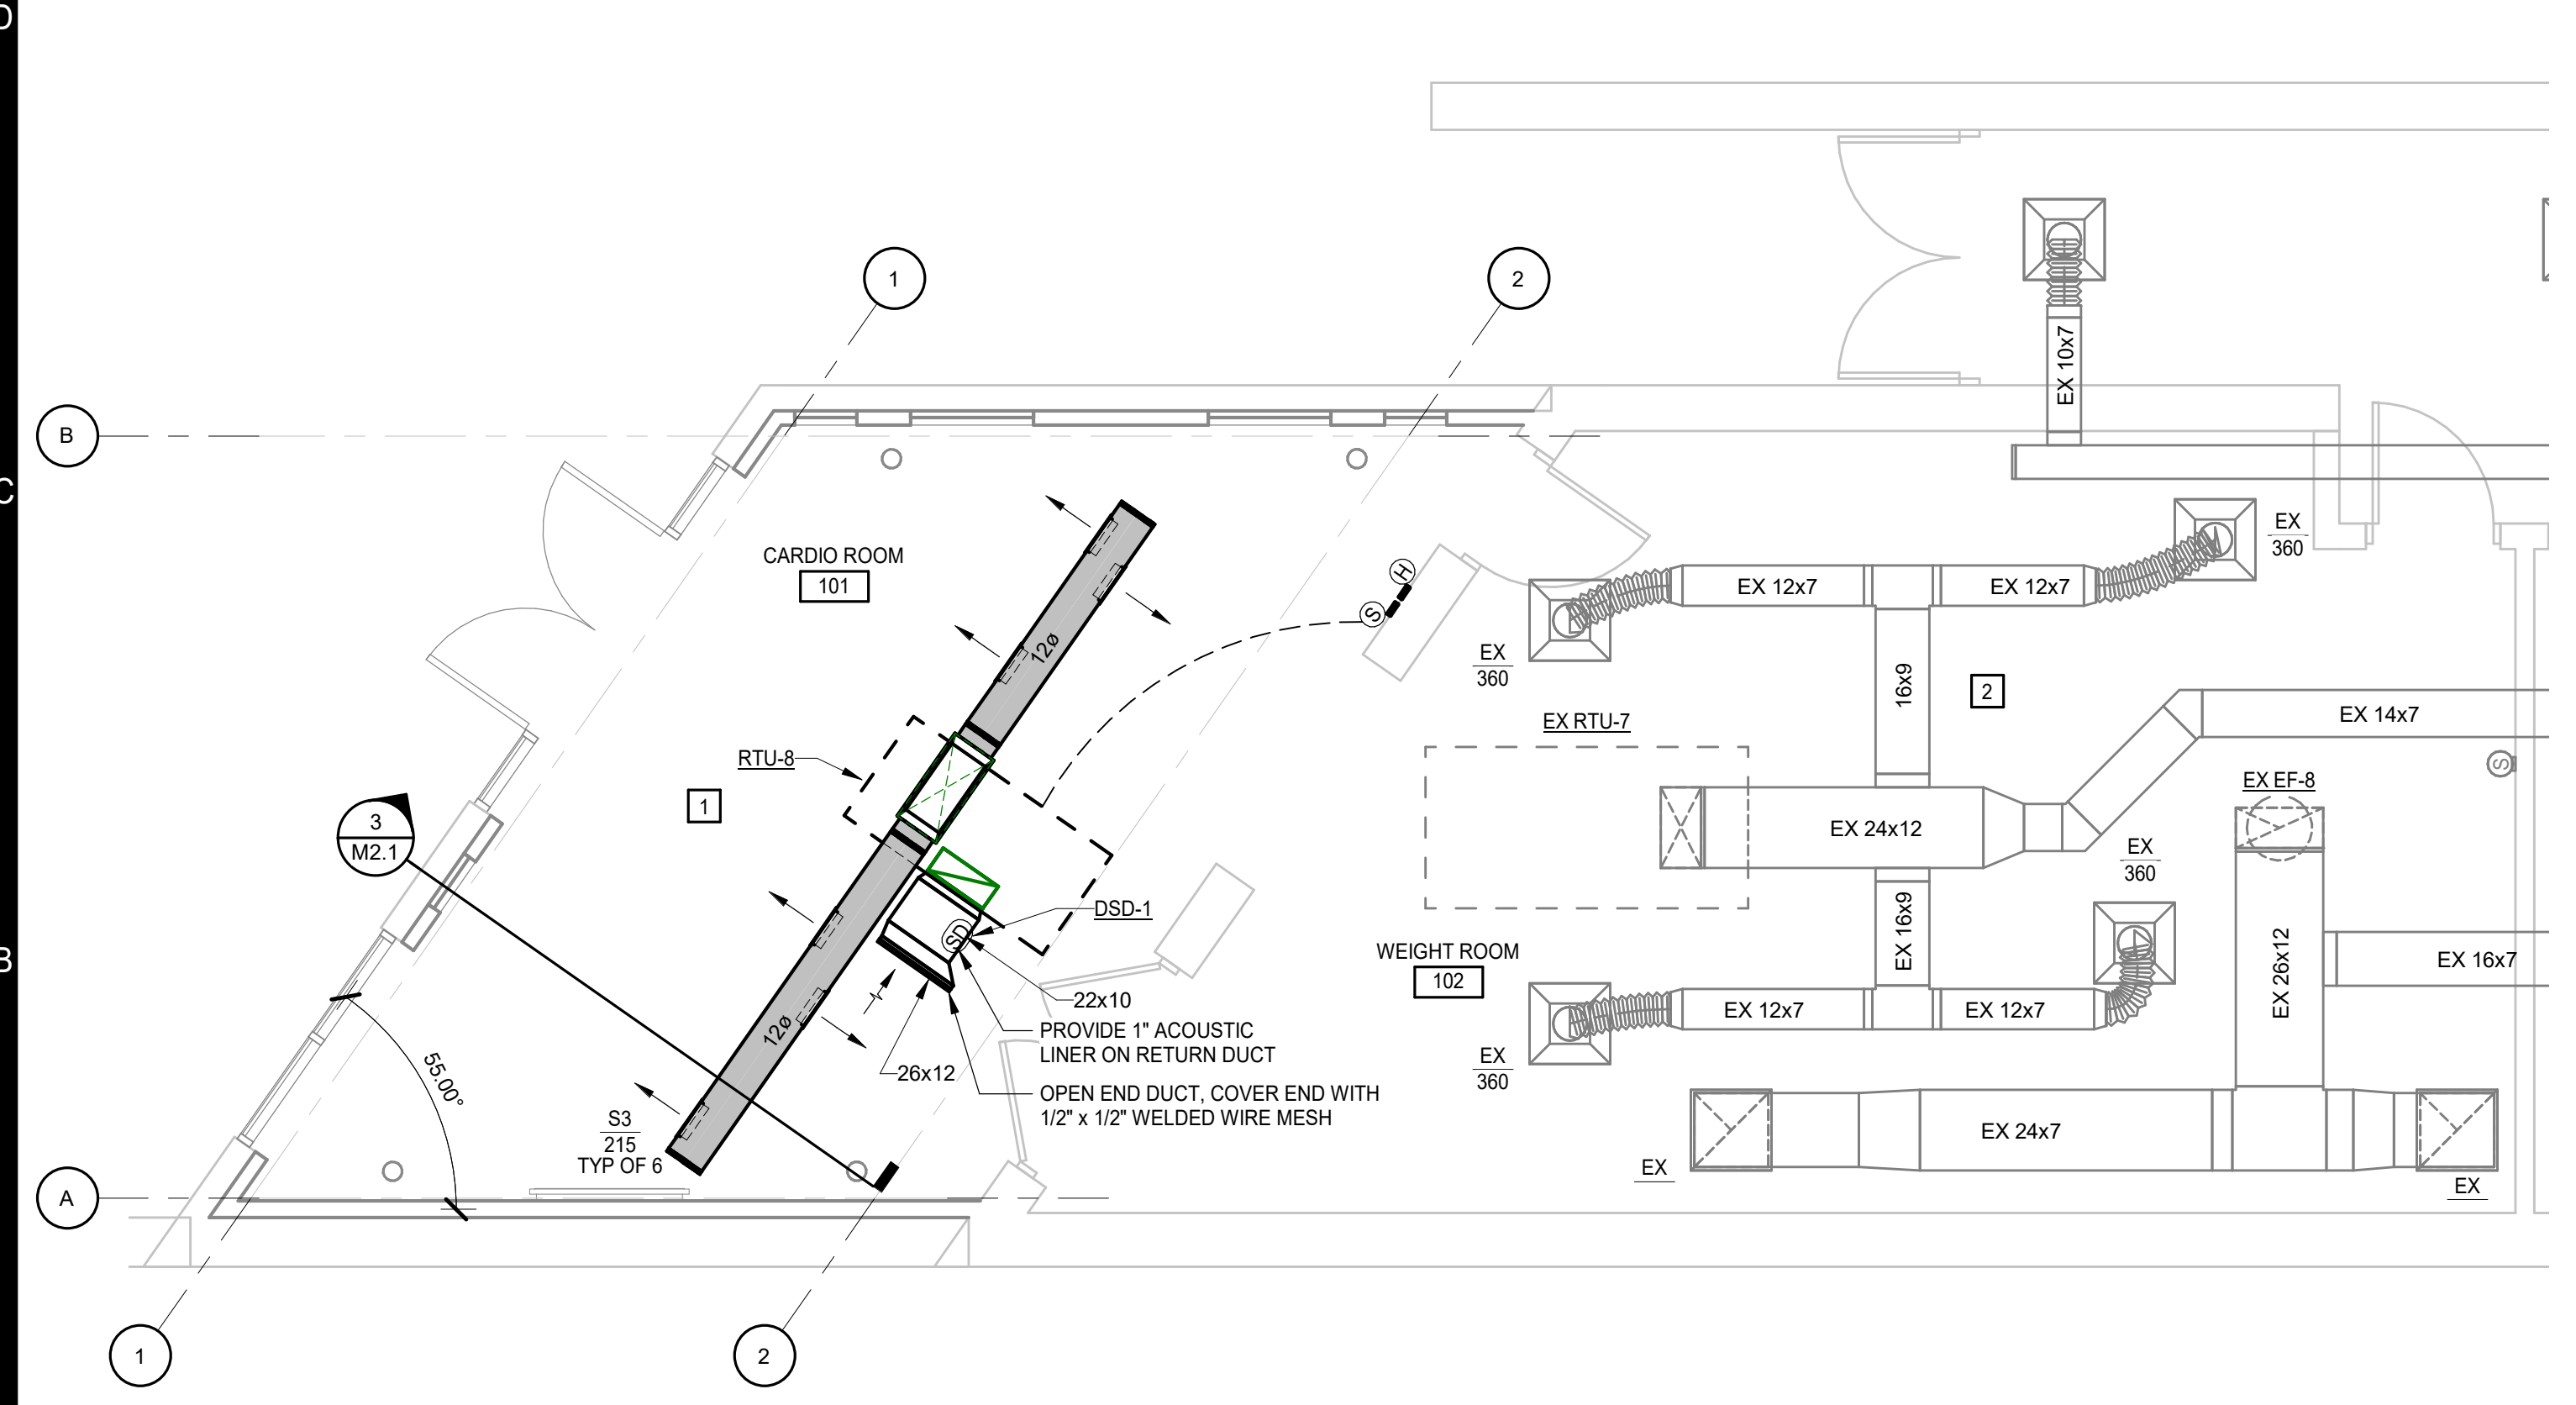 D
1
2
EX 10x7
B
C
EX
360
CARDIO ROOM
101
H
S
EX 12x7
EX 12x7
12ø
EX
360
16x9
2
EX 14x7
EX RTU-7
RTU-8
S
EX EF-8
1
3
M2.1
EX 24x12
EX
360
DSD-1
SD
EX 16x9
WEIGHT ROOM
102
B
EX 26x12
EX 16x7
22x10
EX 12x7
EX 12x7
12ø
PROVIDE 1" ACOUSTIC
LINER ON RETURN DUCT
26x12
EX
360
55.00°
OPEN END DUCT, COVER END WITH
1/2" x 1/2" WELDED WIRE MESH
S3
215
TYP OF 6
EX 24x7
EX
EX
A
1
2